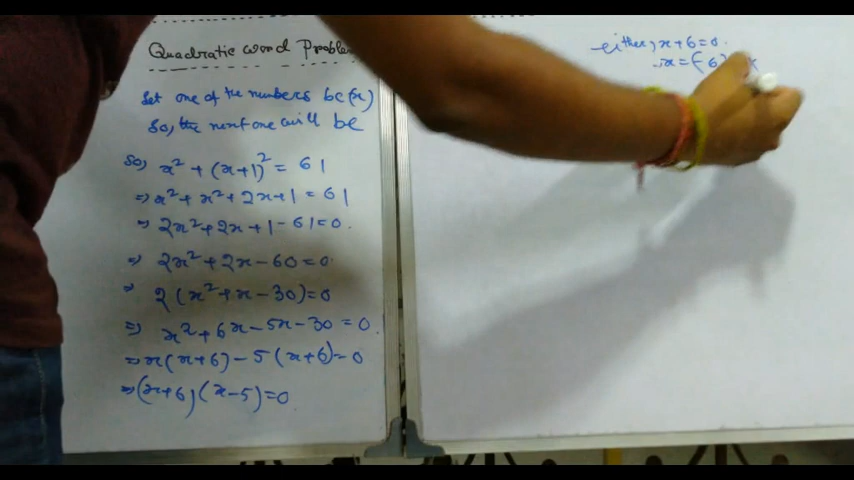 Quadratic word Proble
Let one of the numbers be (x)
So, the next one will be
So, x² + (x+1)² = 61
⇒ x² + x² + 2x + 1 = 61
⇒ 2x² + 2x + 1 - 61 = 0.
⇒ 2x² + 2x - 60 = 0.
⇒ 2(x² + x - 30) = 0
⇒ x² + 6x - 5x - 30 = 0.
⇒ x(x+6) - 5(x+6) = 0
⇒ (x+6)(x-5) = 0
either, x+6=0.
∴ x = (-6)